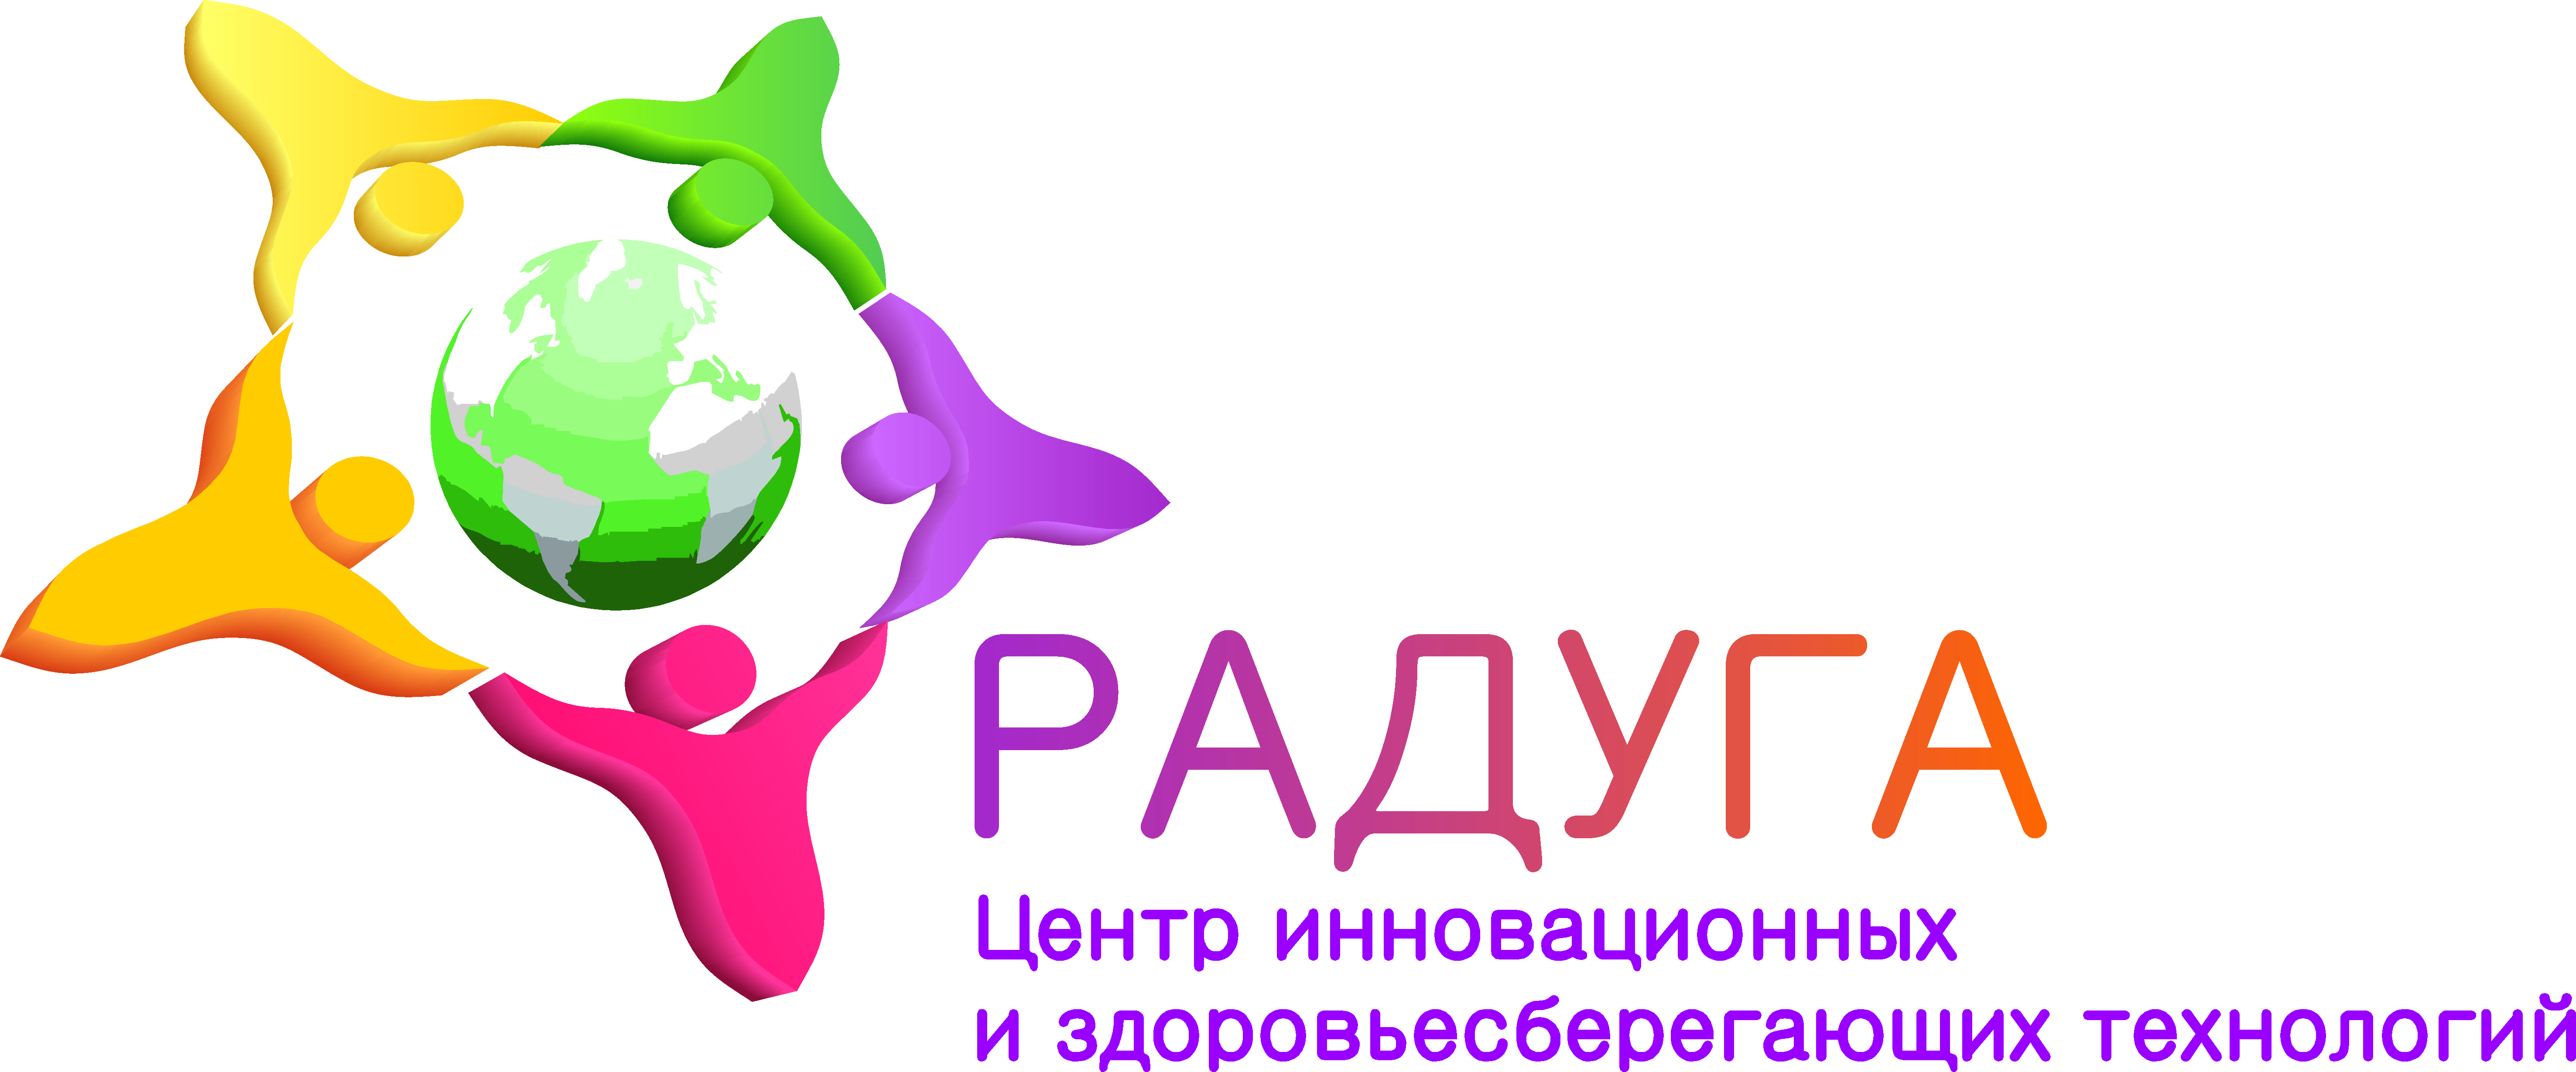 РАДУГА
Центр инновационных
и здоровьесберегающих технологий